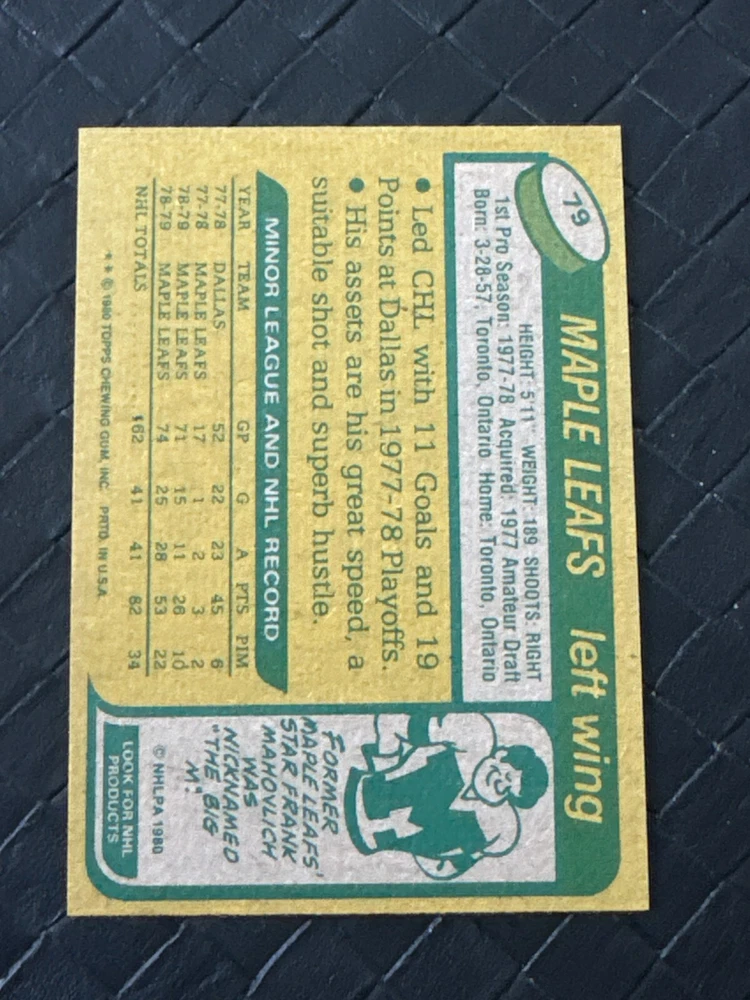 79
MAPLE LEAFS left wing
HEIGHT: 5'11" WEIGHT: 189 SHOOTS: RIGHT
1st Pro Season: 1977-78 Acquired: 1977 Amateur Draft
Born: 3-28-57, Toronto, Ontario Home: Toronto, Ontario
● Led CHL with 11 Goals and 19
Points at Dallas in 1977-78 Playoffs.
● His assets are his great speed, a
suitable shot and superb hustle.
MINOR LEAGUE AND NHL RECORD
YEAR TEAM GP G A PTS PIM
77-78 DALLAS 52 22 23 45 6
77-78 MAPLE LEAFS 17 1 2 3 2
78-79 MAPLE LEAFS 71 15 11 26 10
78-79 MAPLE LEAFS 74 25 28 53 22
NHL TOTALS 162 41 41 82 34
* * © 1980 TOPPS CHEWING GUM, INC. PRTD. IN U.S.A.
FORMER
MAPLE LEAFS'
STAR FRANK
MAHOVLICH
WAS
NICKNAMED
"THE BIG
M".
© NHLPA 1980
LOOK FOR NHL
PRODUCTS